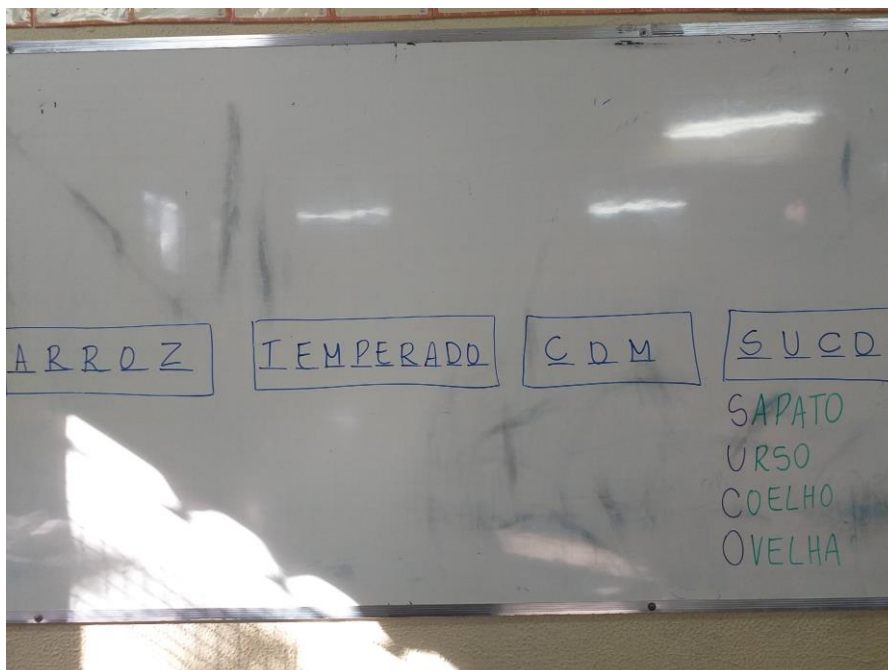 ARROZ TEMPERADO COM SUCO
SAPATO
URSO
COELHO
OVELHA